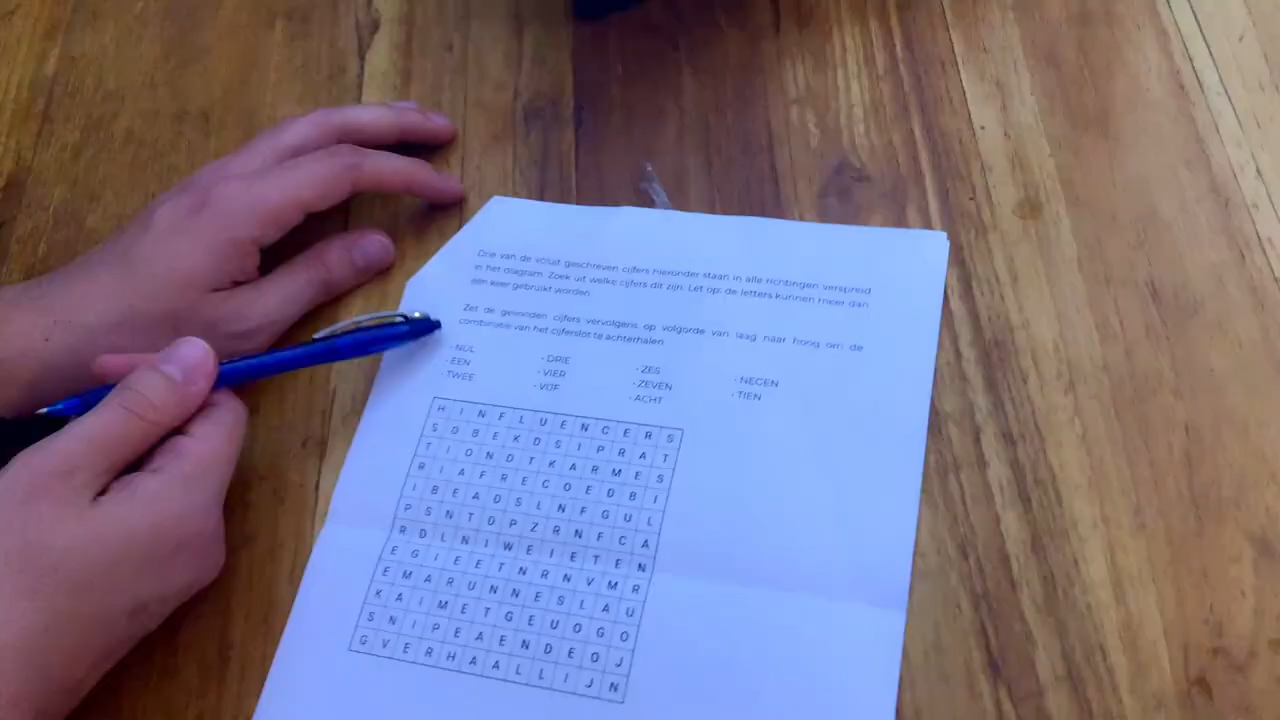 Drie van de voluit geschreven cijfers hieronder staan in alle richtingen verspreid
in het diagram. Zoek uit welke cijfers dit zijn. Let op: de letters kunnen meer dan
één keer gebruikt worden.
Zet de gevonden cijfers vervolgens op volgorde van laag naar hoog om de
combinatie van het cijferslot te achterhalen.
• NUL
• EEN
• TWEE
• DRIE
• VIER
• VIJF
• ZES
• ZEVEN
• ACHT
• NEGEN
• TIEN
H I N F L U E N C E R S
S O B E K D S I P R A T
T I O N D T K A R M E S
R I A F R E C O E D B I
I B E A D S L N F G U L
P S N T O P Z R N F C A
R D L N I W E I E T E N
E G I E E T N R N V M R
E M A R U N N E S L A U
K A I M E T G E U O G O
S N I P E A E N D E O J
G V E R H A A L L I J N